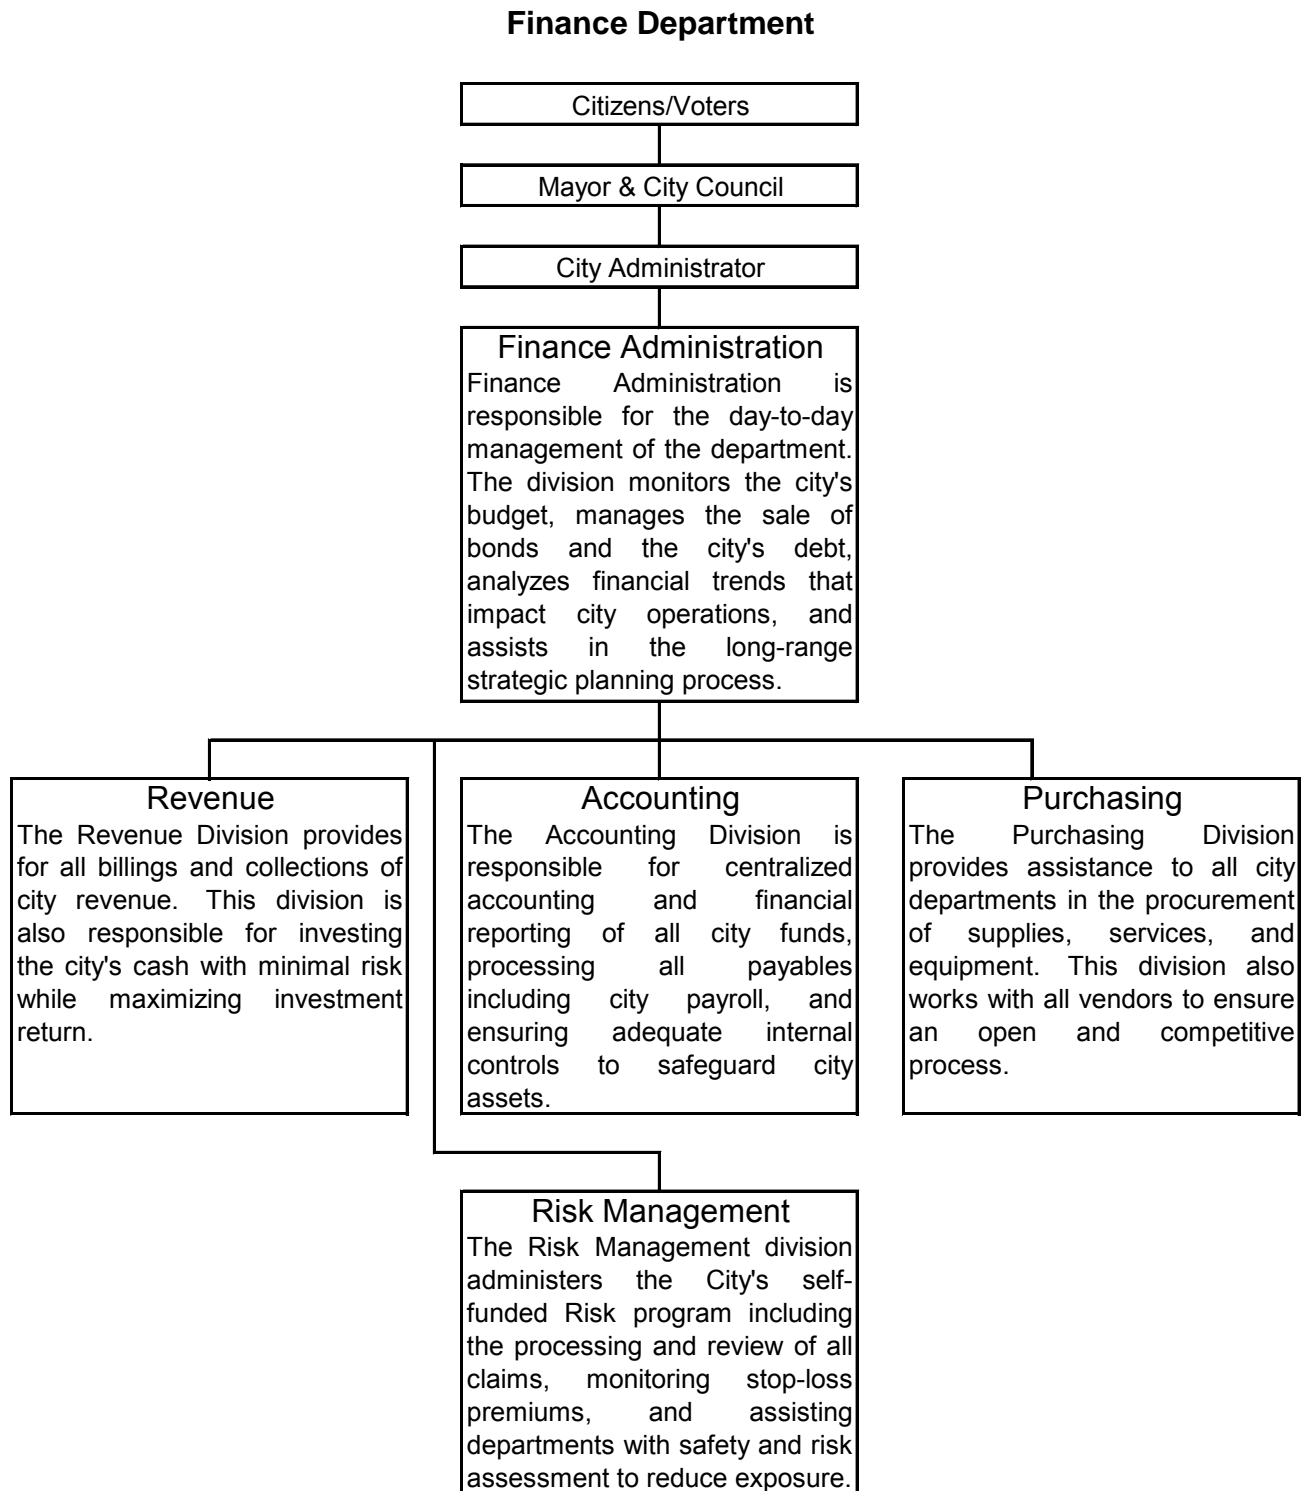 Finance Department
Citizens/Voters
Mayor & City Council
City Administrator
Finance Administration
Finance Administration is
responsible for the day-to-day
management of the department.
The division monitors the city's
budget, manages the sale of
bonds and the city's debt,
analyzes financial trends that
impact city operations, and
assists in the long-range
strategic planning process.
Revenue
The Revenue Division provides
for all billings and collections of
city revenue. This division is
also responsible for investing
the city's cash with minimal risk
while maximizing investment
return.
Accounting
The Accounting Division is
responsible for centralized
accounting and financial
reporting of all city funds,
processing all payables
including city payroll, and
ensuring adequate internal
controls to safeguard city
assets.
Purchasing
The Purchasing Division
provides assistance to all city
departments in the procurement
of supplies, services, and
equipment. This division also
works with all vendors to ensure
an open and competitive
process.
Risk Management
The Risk Management division
administers the City's self-
funded Risk program including
the processing and review of all
claims, monitoring stop-loss
premiums, and assisting
departments with safety and risk
assessment to reduce exposure.